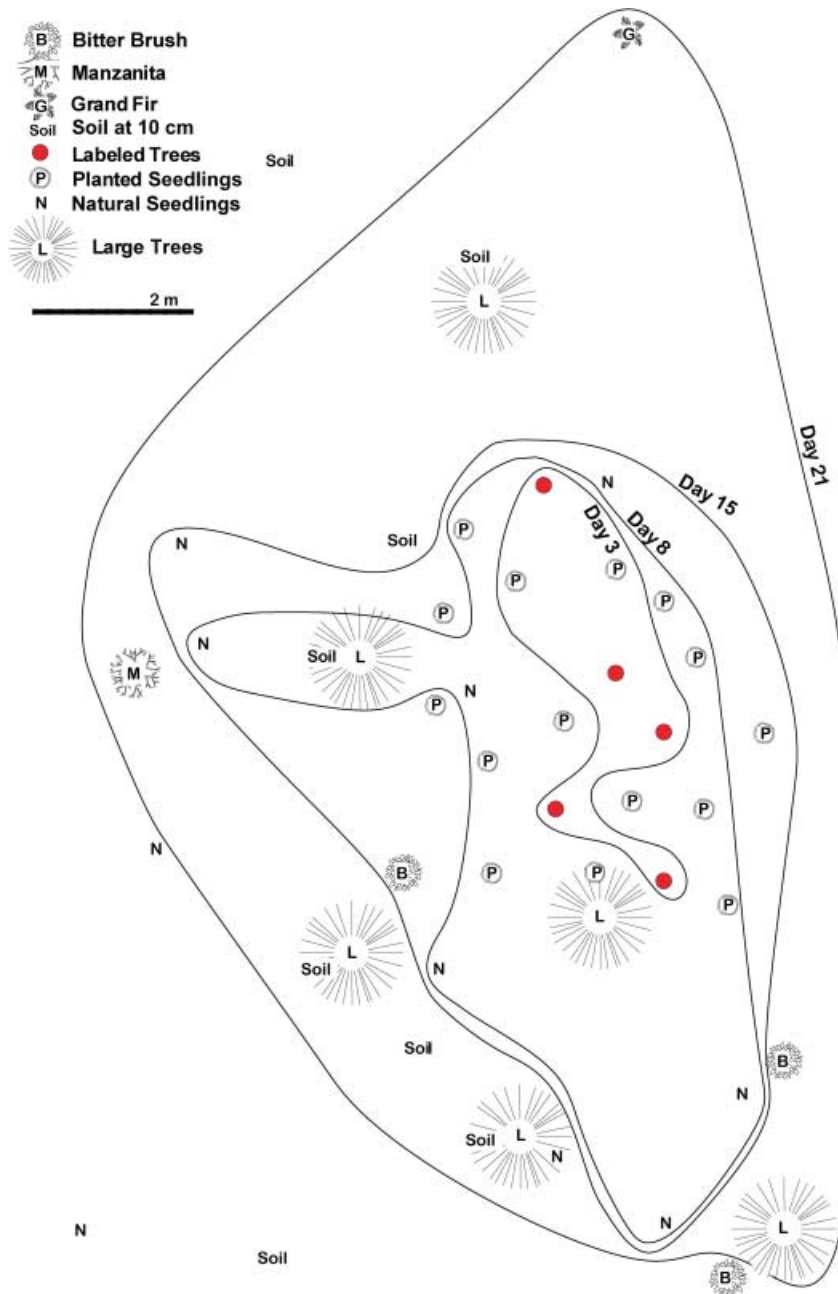 B Bitter Brush
M Manzanita
G Grand Fir
Soil Soil at 10 cm
Labeled Trees
P Planted Seedlings
N Natural Seedlings
L Large Trees
2 m
G
Soil
Soil
L
Day 21
Day 15
N
Day 3
Day 8
P
N
Soil
P
P
P
P
N
Soil L
P
M
N
P
P
P
P
P
P
N
B
P
P
P
L
L
Soil
N
Soil
B
N
Soil L
N
N
N
L
Soil
B